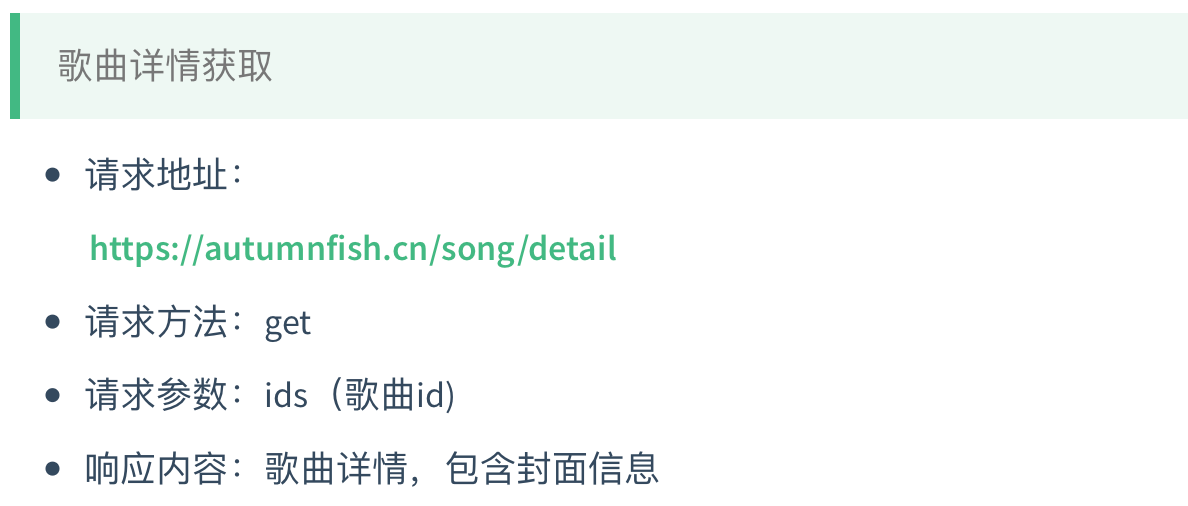 歌曲详情获取
请求地址：
https://autumnfish.cn/song/detail
请求方法：get
请求参数：ids（歌曲id)
响应内容：歌曲详情，包含封面信息